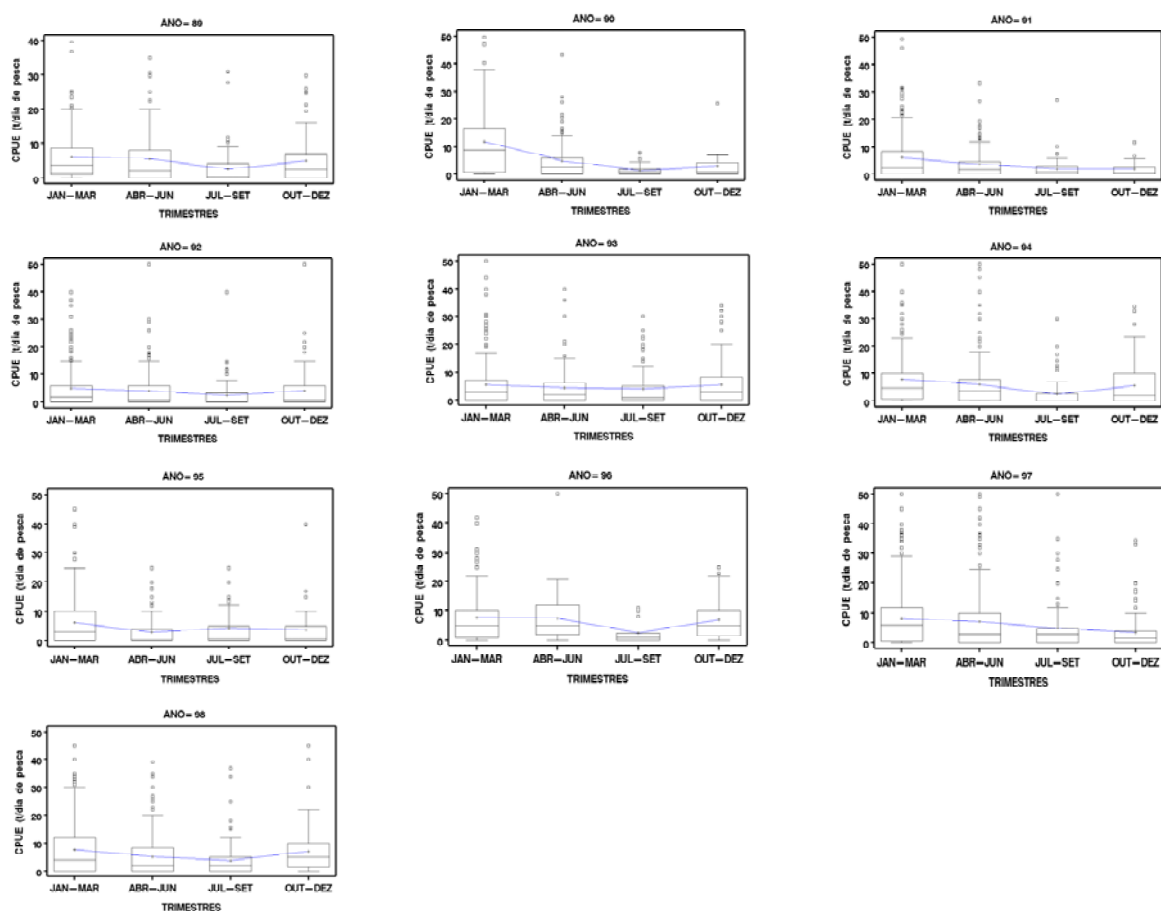 ANO= 89
CPUE (t/dia de pesca
40
30
20
10
0
JAN-MAR ABR-JUN JUL-SET OUT-DEZ
TRIMESTRES
ANO= 90
CPUE (t/dia de pesca
50
40
30
20
10
0
JAN-MAR ABR-JUN JUL-SET OUT-DEZ
TRIMESTRES
ANO= 91
CPUE (t/dia de pesca
50
40
30
20
10
0
JAN-MAR ABR-JUN JUL-SET OUT-DEZ
TRIMESTRES
ANO= 92
CPUE (t/dia de pesca
50
40
30
20
10
0
JAN-MAR ABR-JUN JUL-SET OUT-DEZ
TRIMESTRES
ANO= 93
CPUE (t/dia de pesca)
50
40
30
20
10
0
JAN-MAR ABR-JUN JUL-SET OUT-DEZ
TRIMESTRES
ANO= 94
CPUE (t/dia de pesca
50
40
30
20
10
0
JAN-MAR ABR-JUN JUL-SET OUT-DEZ
TRIMESTRES
ANO= 95
CPUE (t/dia de pesca)
50
40
30
20
10
0
JAN-MAR ABR-JUN JUL-SET OUT-DEZ
TRIMESTRES
ANO= 96
CPUE (t/dia de pesca)
50
40
30
20
10
0
JAN-MAR ABR-JUN JUL-SET OUT-DEZ
TRIMESTRES
ANO= 97
CPUE (t/dia de pesca)
50
40
30
20
10
0
JAN-MAR ABR-JUN JUL-SET OUT-DEZ
TRIMESTRES
ANO= 98
CPUE (t/dia de pesca)
50
40
30
20
10
0
JAN-MAR ABR-JUN JUL-SET OUT-DEZ
TRIMESTRES